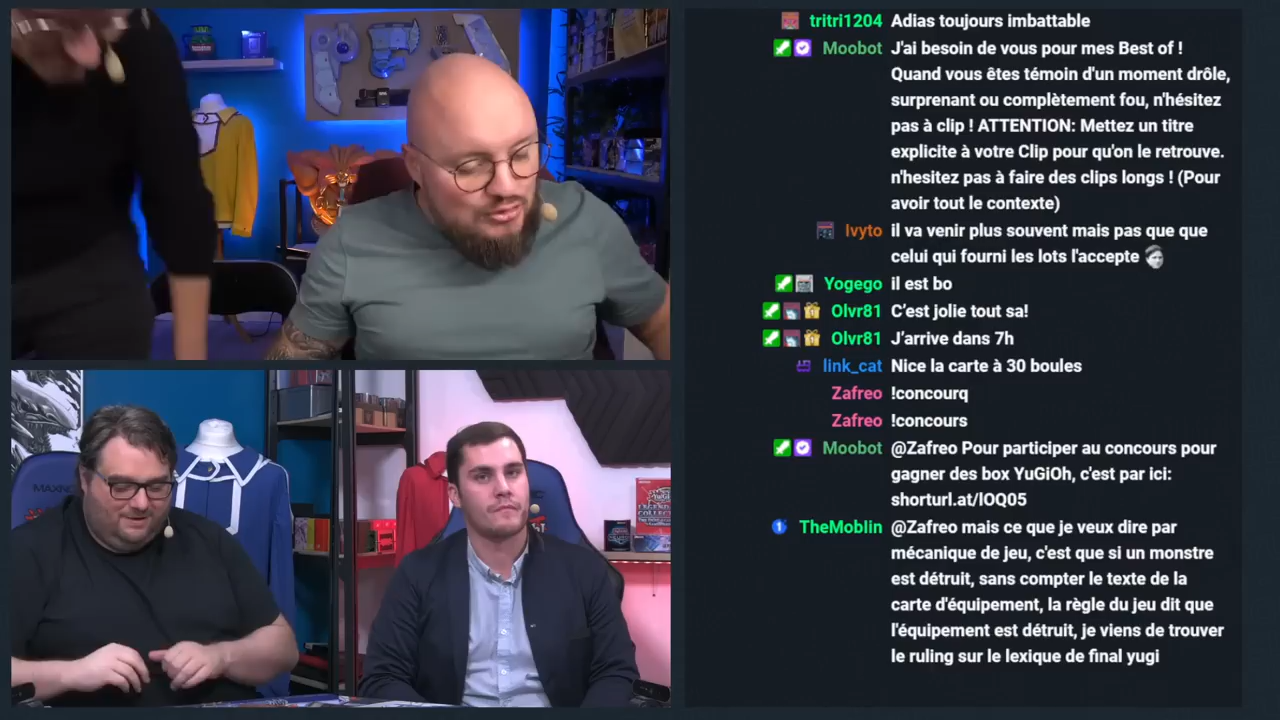 tritri1204 Adias toujours imbattable
Moobot J'ai besoin de vous pour mes Best of !
Quand vous êtes témoin d'un moment drôle,
surprenant ou complètement fou, n'hésitez
pas à clip ! ATTENTION: Mettez un titre
explicite à votre Clip pour qu'on le retrouve.
n'hesitez pas à faire des clips longs ! (Pour
avoir tout le contexte)
Ivyto il va venir plus souvent mais pas que que
celui qui fourni les lots l'accepte
Yogego il est bo
Olvr81 C'est jolie tout sa!
Olvr81 J'arrive dans 7h
link_cat Nice la carte à 30 boules
Zafreo !concourq
Zafreo !concours
Moobot @Zafreo Pour participer au concours pour
gagner des box YuGiOh, c'est par ici:
shorturl.at/lOQ05
TheMoblin @Zafreo mais ce que je veux dire par
mécanique de jeu, c'est que si un monstre
est détruit, sans compter le texte de la
carte d'équipement, la règle du jeu dit que
l'équipement est détruit, je viens de trouver
le ruling sur le lexique de final yugi
MAXN